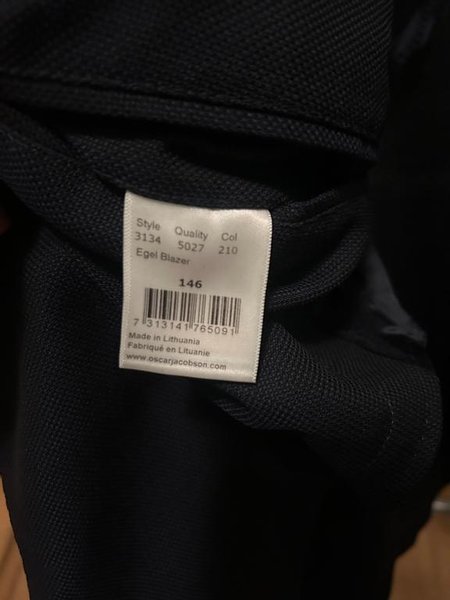 Style Quality Col
3134 5027 210
Egel Blazer
146
7 313141 765091
Made in Lithuania
Fabriqué en Lituanie
www.oscarjacobson.com